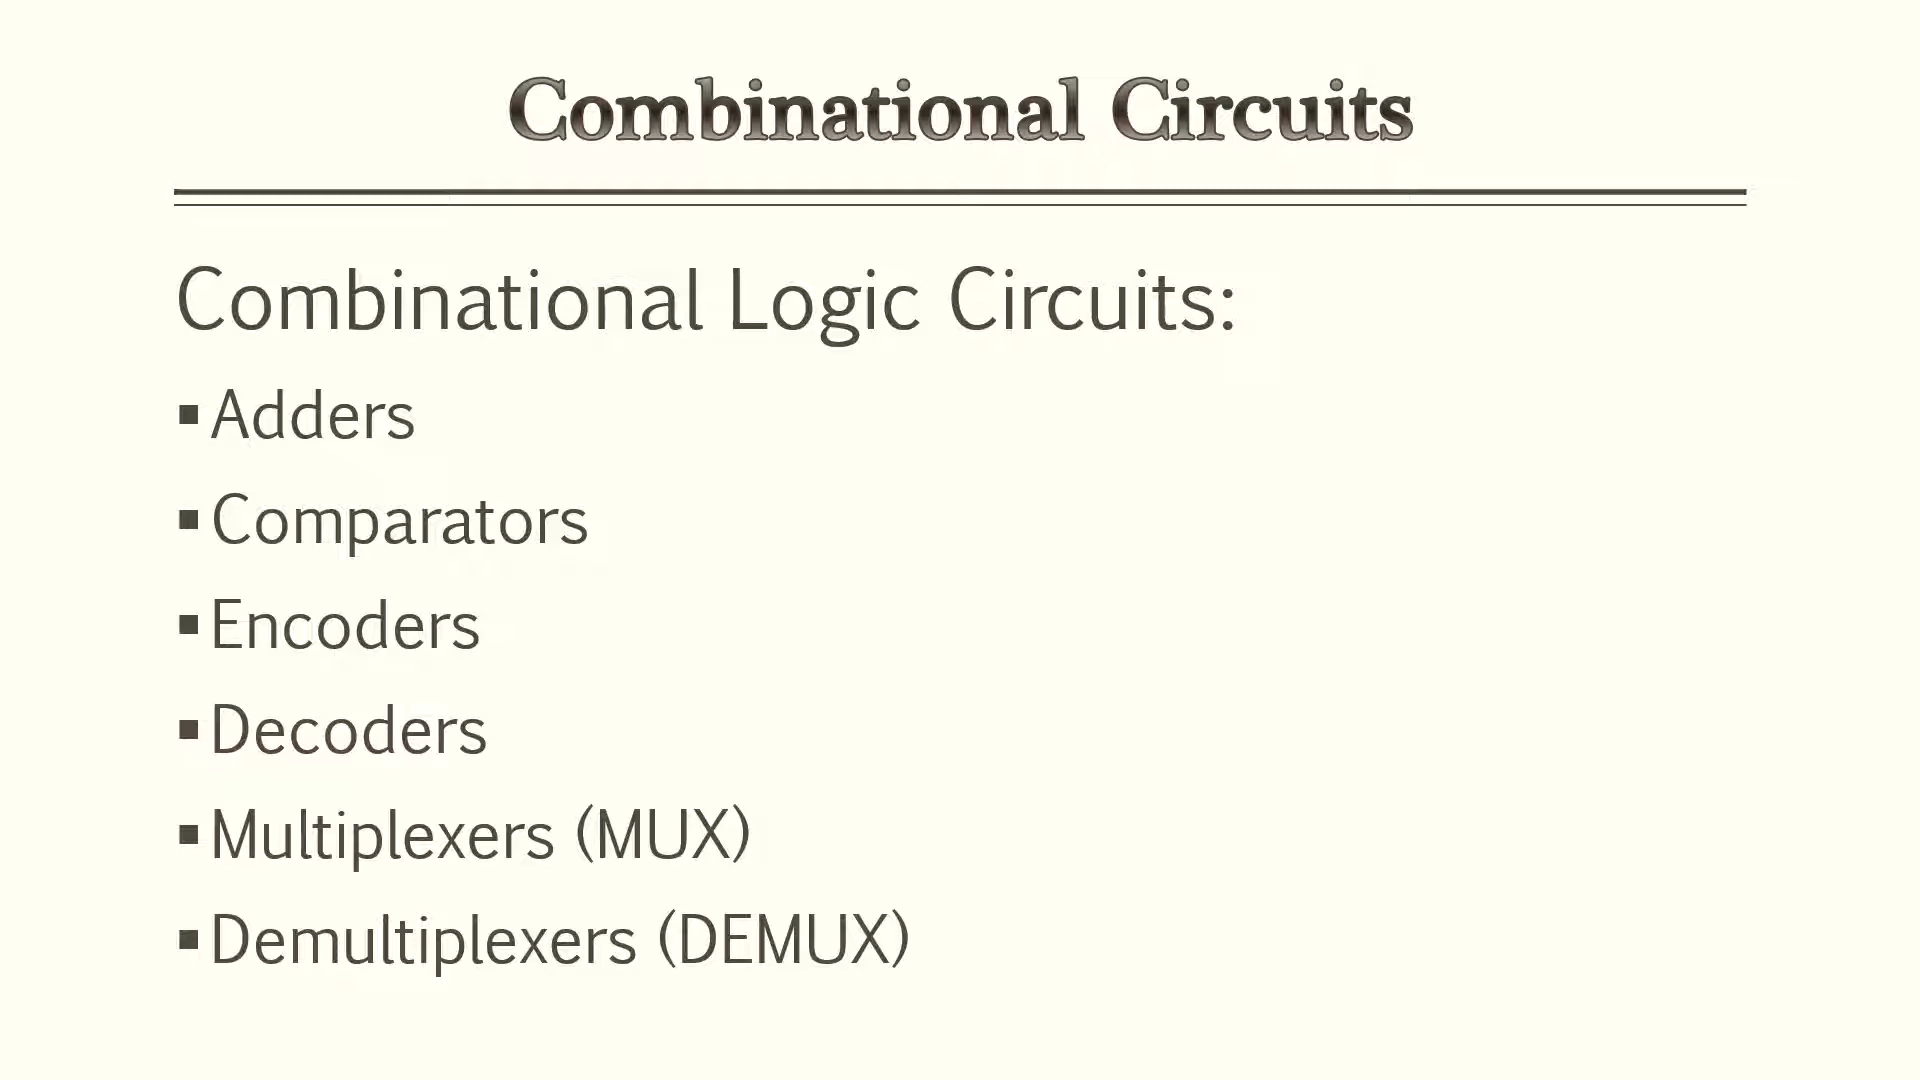 Combinational Circuits
Combinational Logic Circuits:
▪Adders
▪Comparators
▪Encoders
▪Decoders
▪Multiplexers (MUX)
▪Demultiplexers (DEMUX)